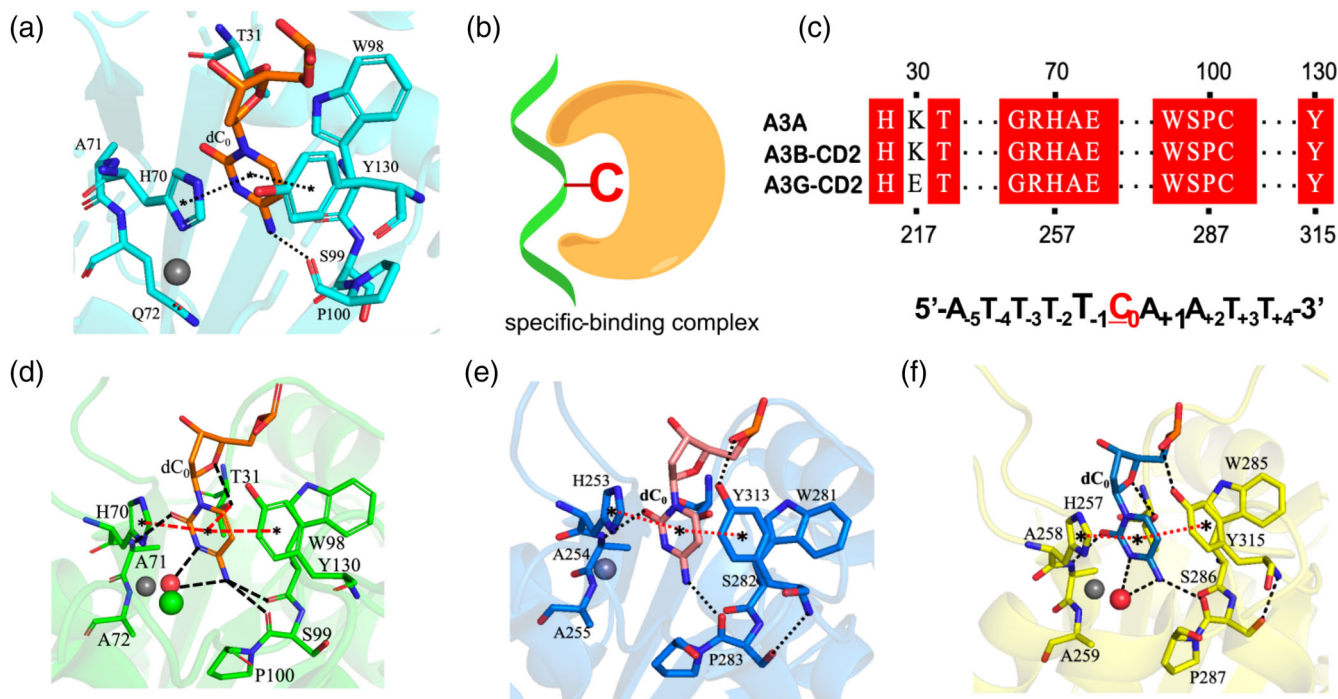 (a)
T31
W98
dC0
A71
H70
Y130
S99
Q72
P100
(b)
C
specific-binding complex
(c)
30 70 100 130
A3A H K T ... GRHAE ... WSPC ... Y
A3B-CD2 H K T ... GRHAE ... WSPC ... Y
A3G-CD2 H E T ... GRHAE ... WSPC ... Y
217 257 287 315
5'-A-5T-4T-3T-2T-1C0A+1A+2T+3T+4-3'
(d)
dC0
T31
H70
W98
A71
Y130
A72
S99
P100
(e)
H253
dC0
Y313
W281
A254
S282
A255
P283
(f)
dC0
W285
H257
A258
Y315
S286
A259
P287